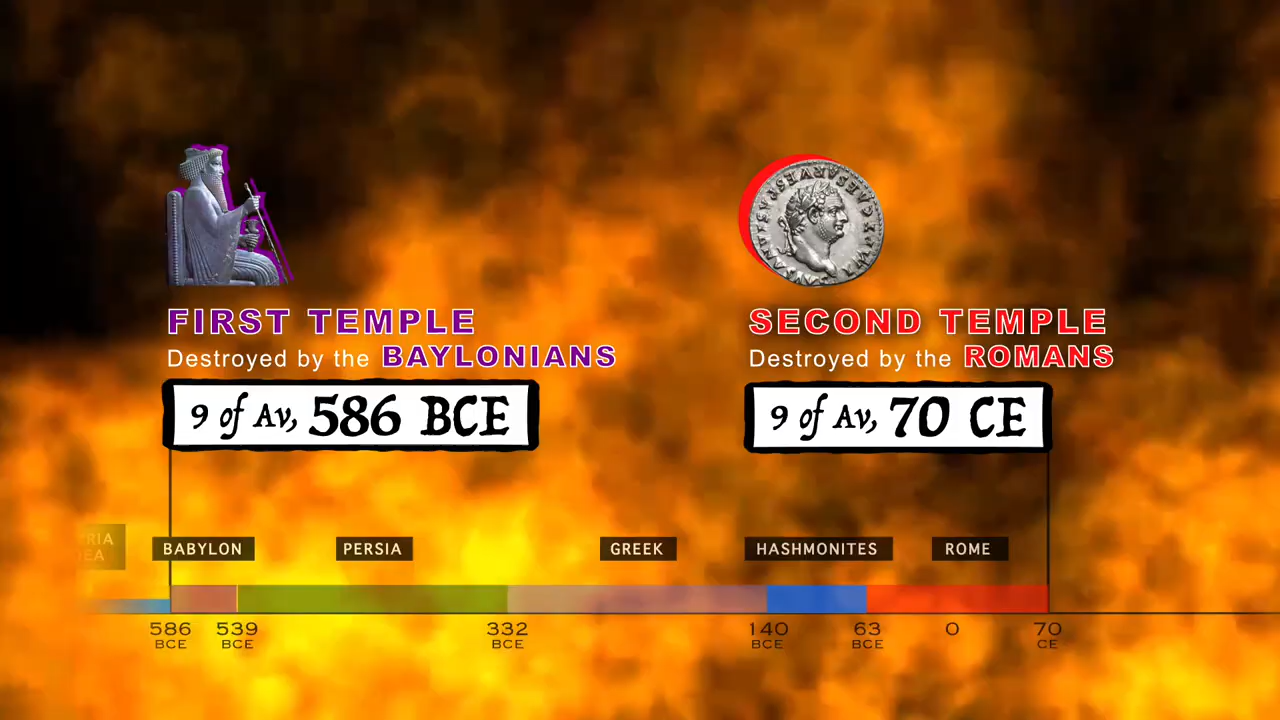 FIRST TEMPLE
Destroyed by the BAYLONIANS
9 of Av, 586 BCE
SECOND TEMPLE
Destroyed by the ROMANS
9 of Av, 70 CE
BABYLON
PERSIA
GREEK
HASHMONITES
ROME
586 BCE
539 BCE
332 BCE
140 BCE
63 BCE
0
70 CE